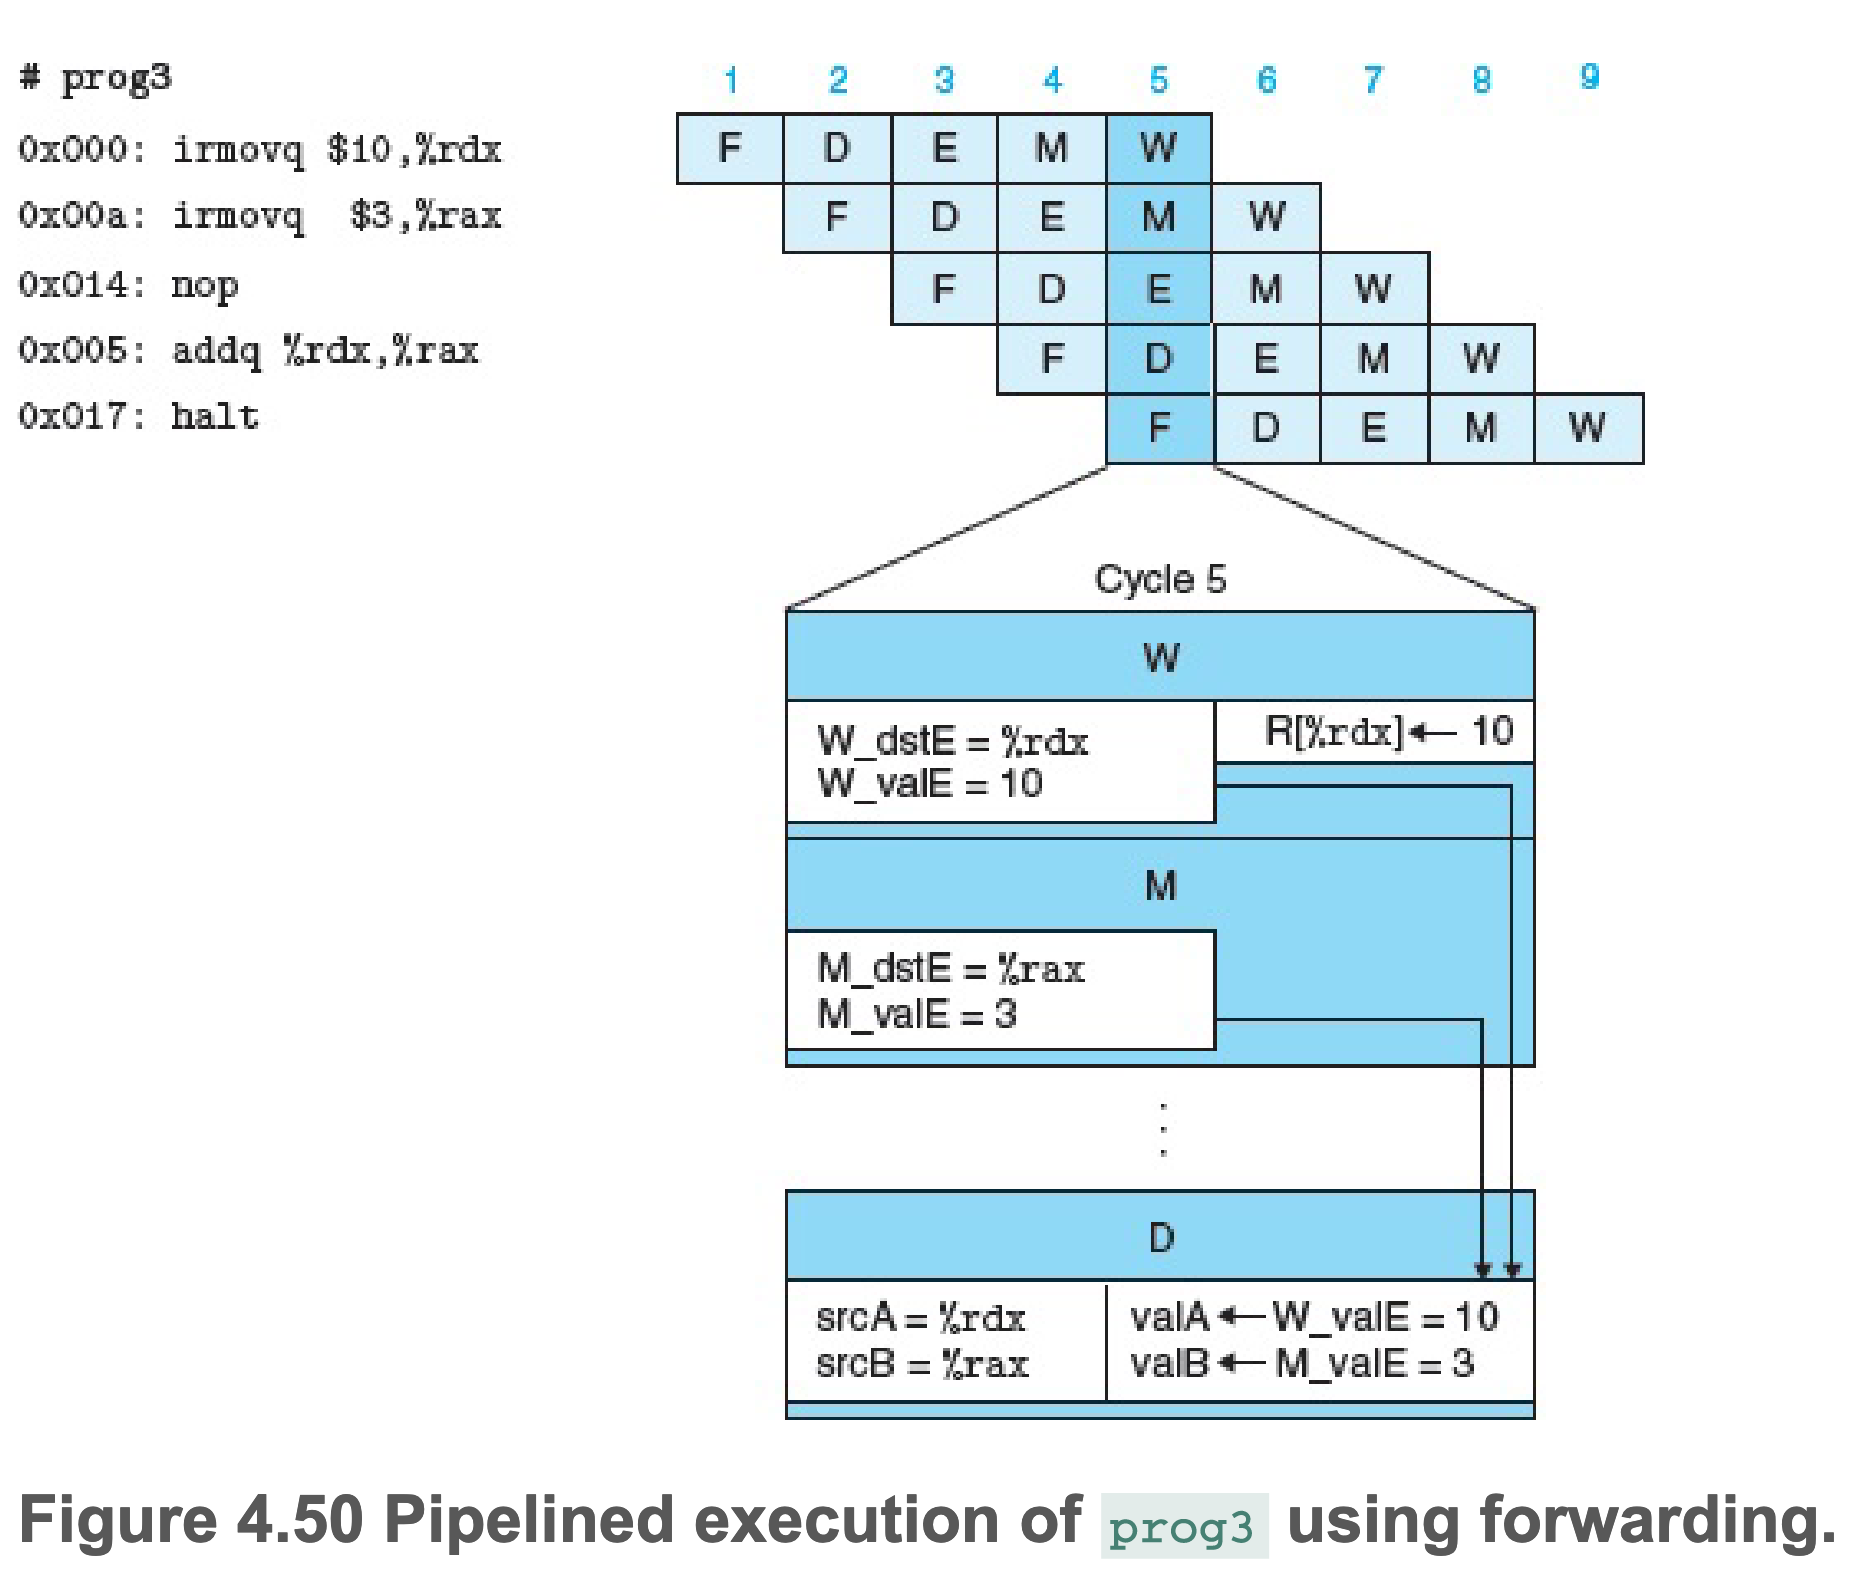 # prog3
0x000: irmovq $10,%rdx
0x00a: irmovq $3,%rax
0x014: nop
0x005: addq %rdx,%rax
0x017: halt
1 2 3 4 5 6 7 8 9
F D E M W
F D E M W
F D E M W
F D E M W
F D E M W
Cycle 5
W
W_dstE = %rdx
W_valE = 10
R[%rdx]← 10
M
M_dstE = %rax
M_valE = 3
D
srcA = %rdx
srcB = %rax
valA ← W_valE = 10
valB ← M_valE = 3
Figure 4.50 Pipelined execution of prog3 using forwarding.